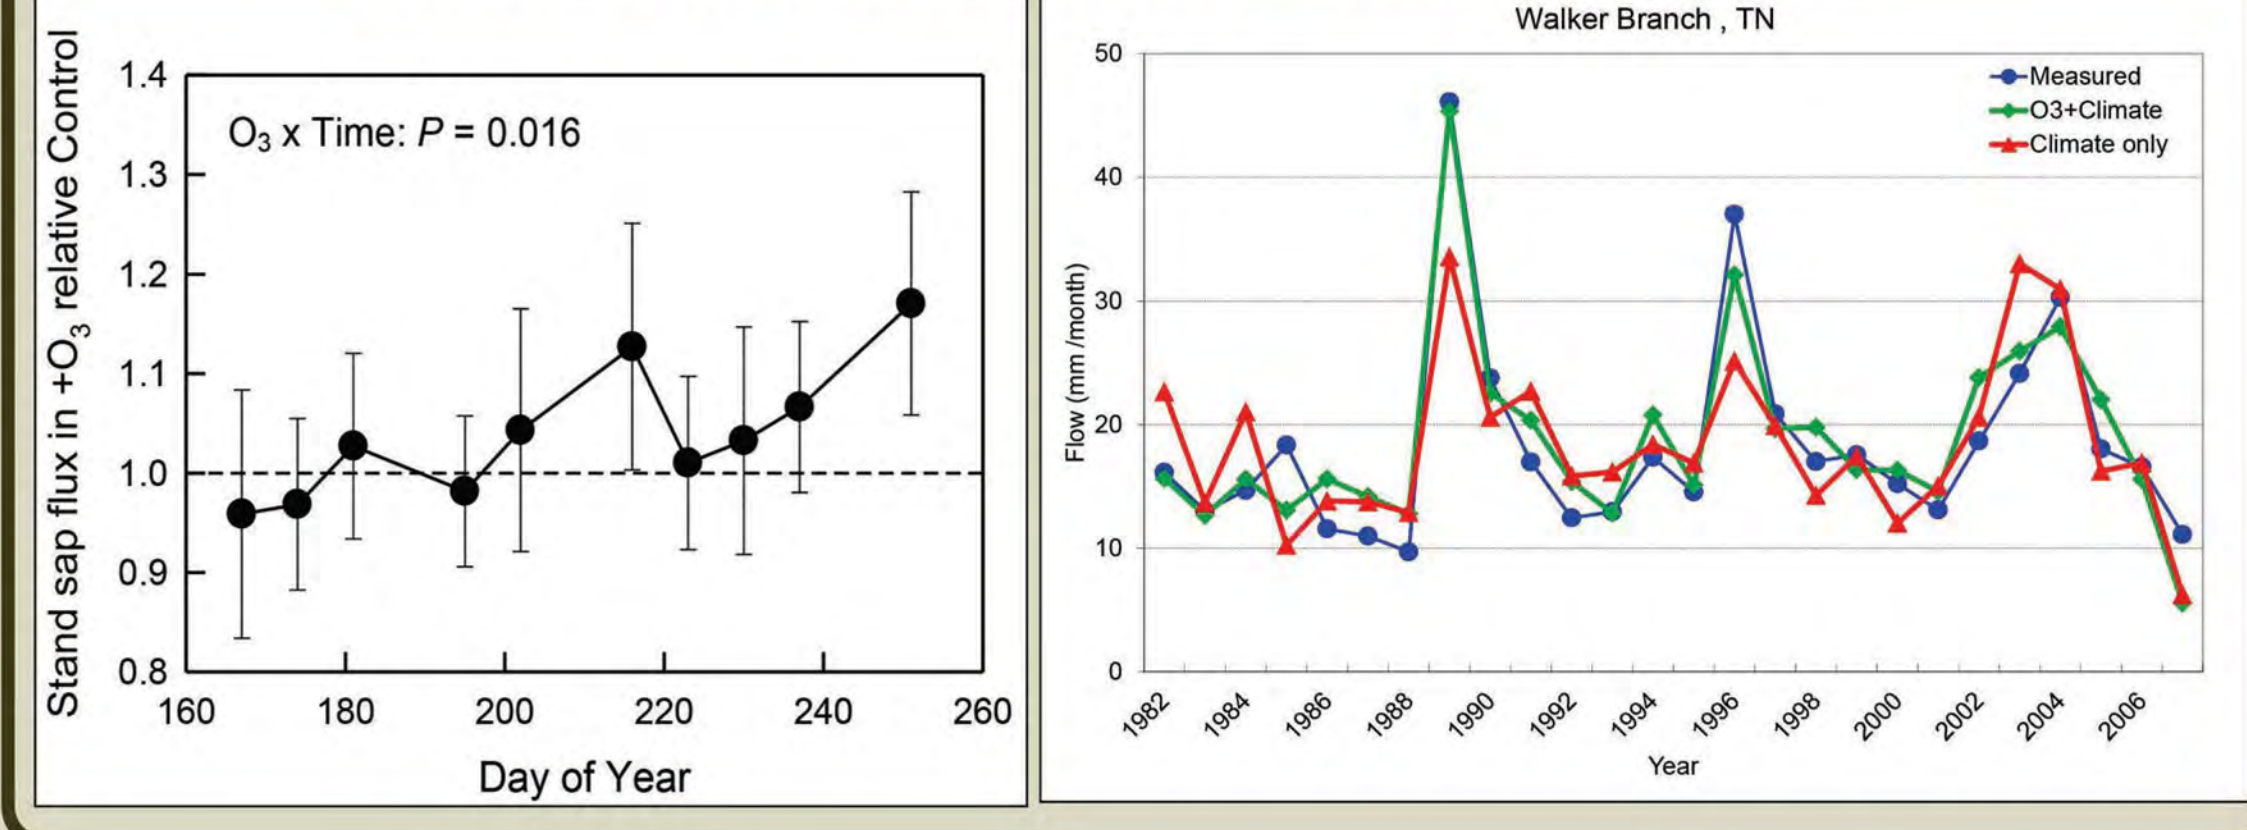 Stand sap flux in +O₃ relative Control
1.4
1.3
1.2
1.1
1.0
0.9
0.8
O₃ x Time: P = 0.016
160 180 200 220 240 260
Day of Year
Walker Branch , TN
Flow (mm /month)
50
40
30
20
10
0
Measured
O3+Climate
Climate only
1982 1984 1986 1988 1990 1992 1994 1996 1998 2000 2002 2004 2006
Year